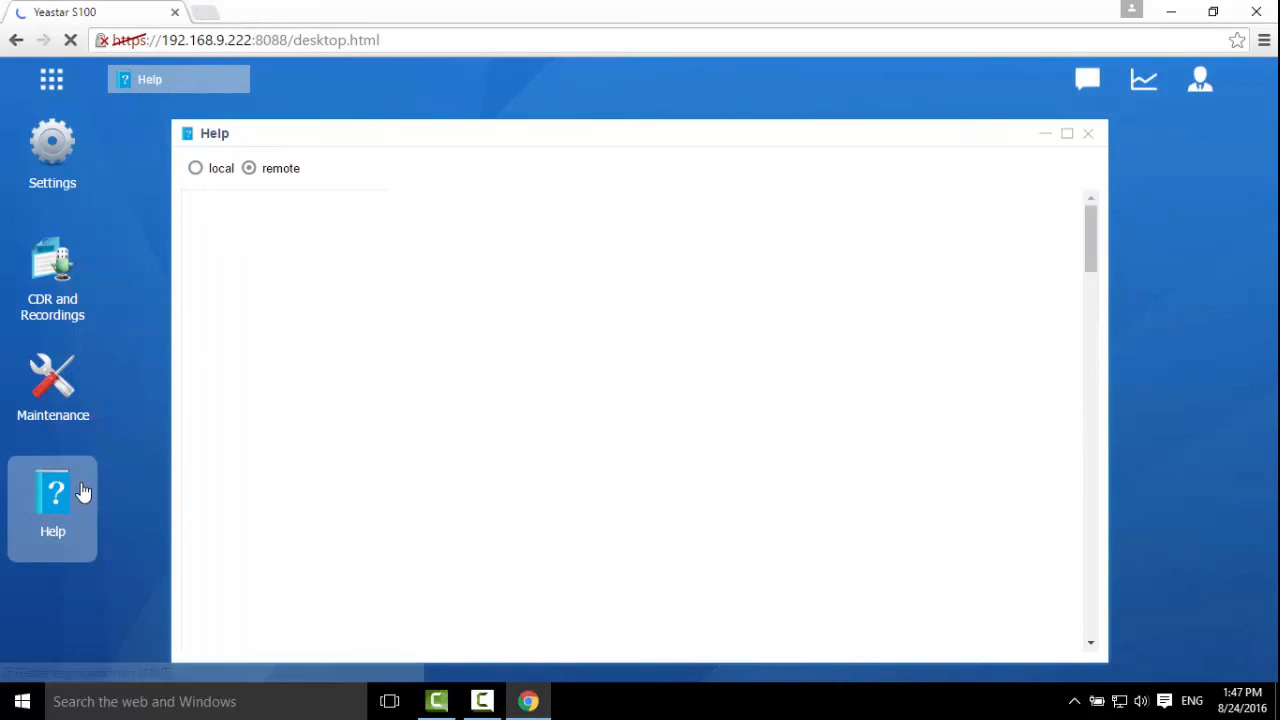 Yeastar S100
https://192.168.9.222:8088/desktop.html
Help
Help
local
remote
Settings
CDR and
Recordings
Maintenance
Help
Search the web and Windows
ENG
1:47 PM
8/24/2016